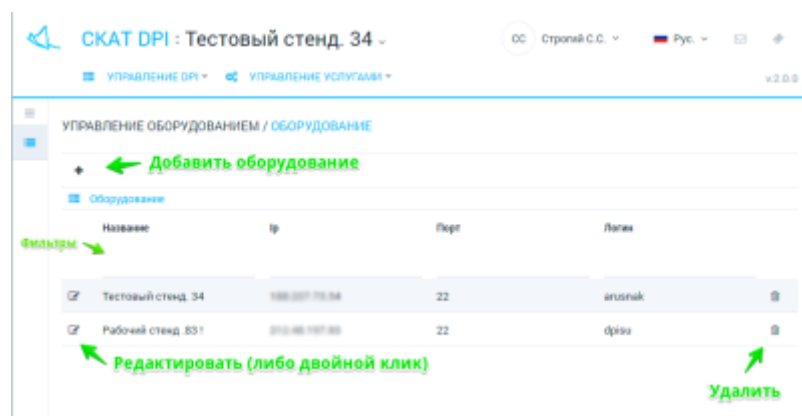 СКАТ DPI : Тестовый стенд. 34
СС Строгий С.С. Рус.
УПРАВЛЕНИЕ DPI УПРАВЛЕНИЕ УСЛУГАМИ v.2.0.0
УПРАВЛЕНИЕ ОБОРУДОВАНИЕМ / ОБОРУДОВАНИЕ
+ Добавить оборудование
Оборудование
Название Ip Порт Логин
Фильтры
Тестовый стенд. 34 22 arusnak
Рабочий стенд .83 ! 22 dpisu
Редактировать (либо двойной клик)
Удалить